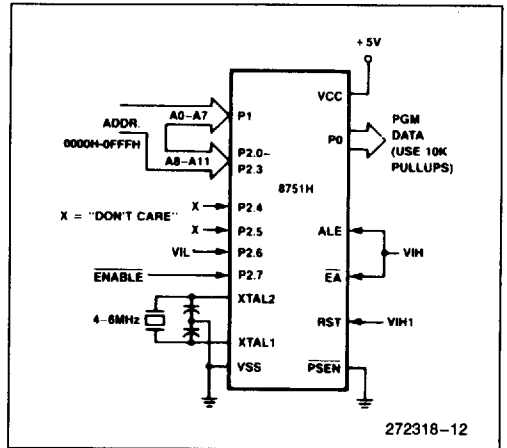 +5V
VCC
ADDR.
0000H-0FFFH
A0-A7
P1
A8-A11
P2.0-
P2.3
P0
PGM
DATA
(USE 10K
PULLUPS)
8751H
X = "DON'T CARE"
X
P2.4
X
P2.5
VIL
P2.6
ENABLE
P2.7
ALE
EA
VIH
4-6MHz
XTAL2
XTAL1
VSS
RST
VIH1
PSEN
272318-12